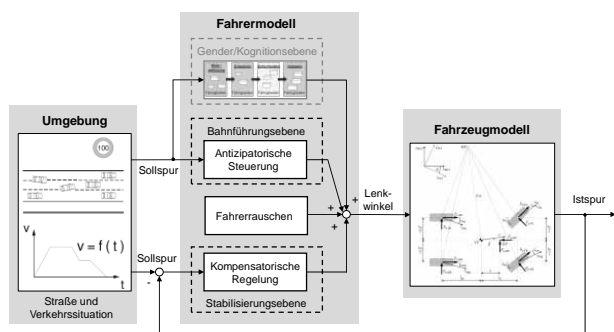 Fahrermodell
Gender/Kognitionsebene
Umgebung
100
v
v = f ( t )
t
Straße und
Verkehrssituation
Sollspur
Sollspur
-
Bahnführungsebene
Antizipatorische
Steuerung
Fahrerrauschen
Kompensatorische
Regelung
Stabilisierungsebene
+
+
+
Lenk-
winkel
Fahrzeugmodell
Istspur